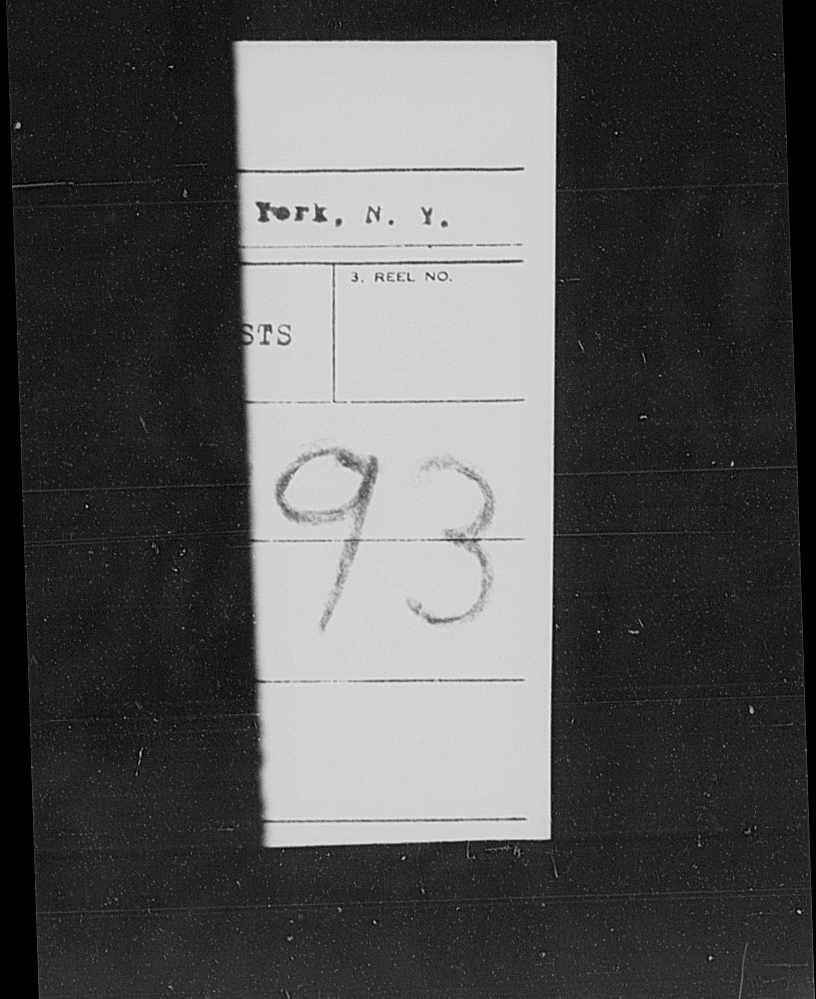 York, N. Y.
3. REEL NO.
STS
93